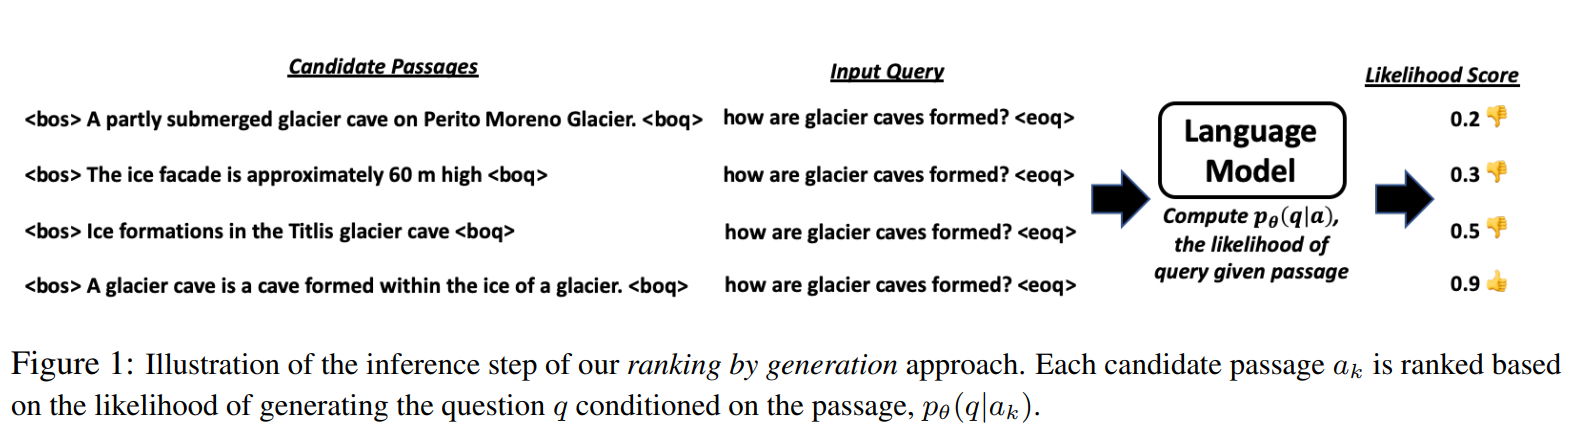 Candidate Passages
Input Query
Likelihood Score
<bos> A partly submerged glacier cave on Perito Moreno Glacier. <boq>
how are glacier caves formed? <eoq>
0.2
<bos> The ice facade is approximately 60 m high <boq>
how are glacier caves formed? <eoq>
0.3
<bos> Ice formations in the Titlis glacier cave <boq>
how are glacier caves formed? <eoq>
0.5
<bos> A glacier cave is a cave formed within the ice of a glacier. <boq>
how are glacier caves formed? <eoq>
0.9
Language
Model
Compute pθ(q|a),
the likelihood of
query given passage
Figure 1: Illustration of the inference step of our ranking by generation approach. Each candidate passage aₖ is ranked based
on the likelihood of generating the question q conditioned on the passage, pθ(q|aₖ).